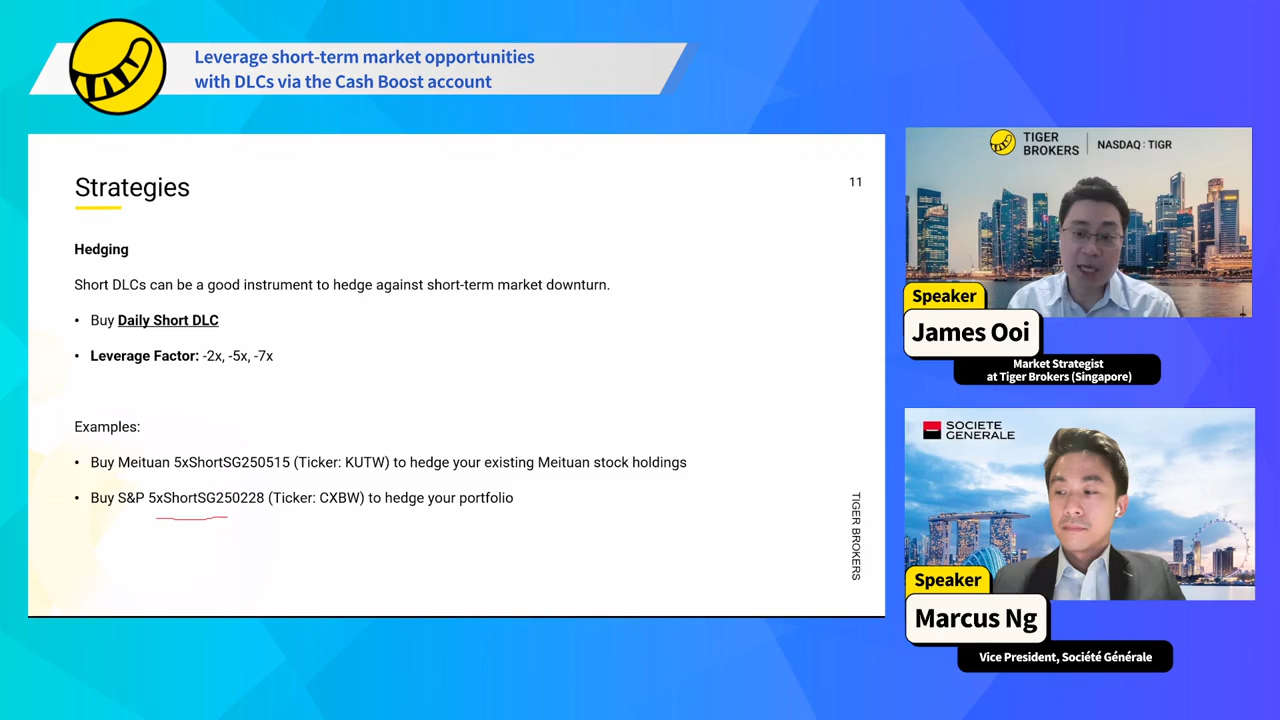 Leverage short-term market opportunities
with DLCs via the Cash Boost account
Strategies
11
Hedging
Short DLCs can be a good instrument to hedge against short-term market downturn.
• Buy Daily Short DLC
• Leverage Factor: -2x, -5x, -7x
Examples:
• Buy Meituan 5xShortSG250515 (Ticker: KUTW) to hedge your existing Meituan stock holdings
• Buy S&P 5xShortSG250228 (Ticker: CXBW) to hedge your portfolio
TIGER BROKERS
TIGER
BROKERS
NASDAQ : TIGR
Speaker
James Ooi
Market Strategist
at Tiger Brokers (Singapore)
SOCIETE
GENERALE
Speaker
Marcus Ng
Vice President, Société Générale